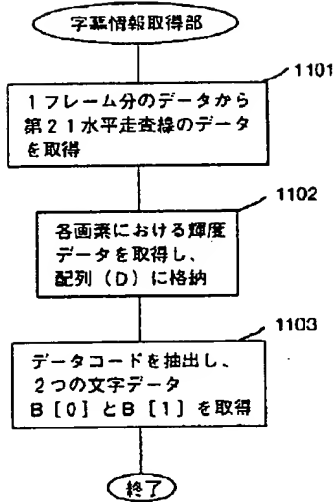 字幕情報取得部
1101
1フレーム分のデータから
第21水平走査線のデータ
を取得
1102
各画素における輝度
データを取得し、
配列(D)に格納
1103
データコードを抽出し、
2つの文字データ
B[0]とB[1]を取得
終了